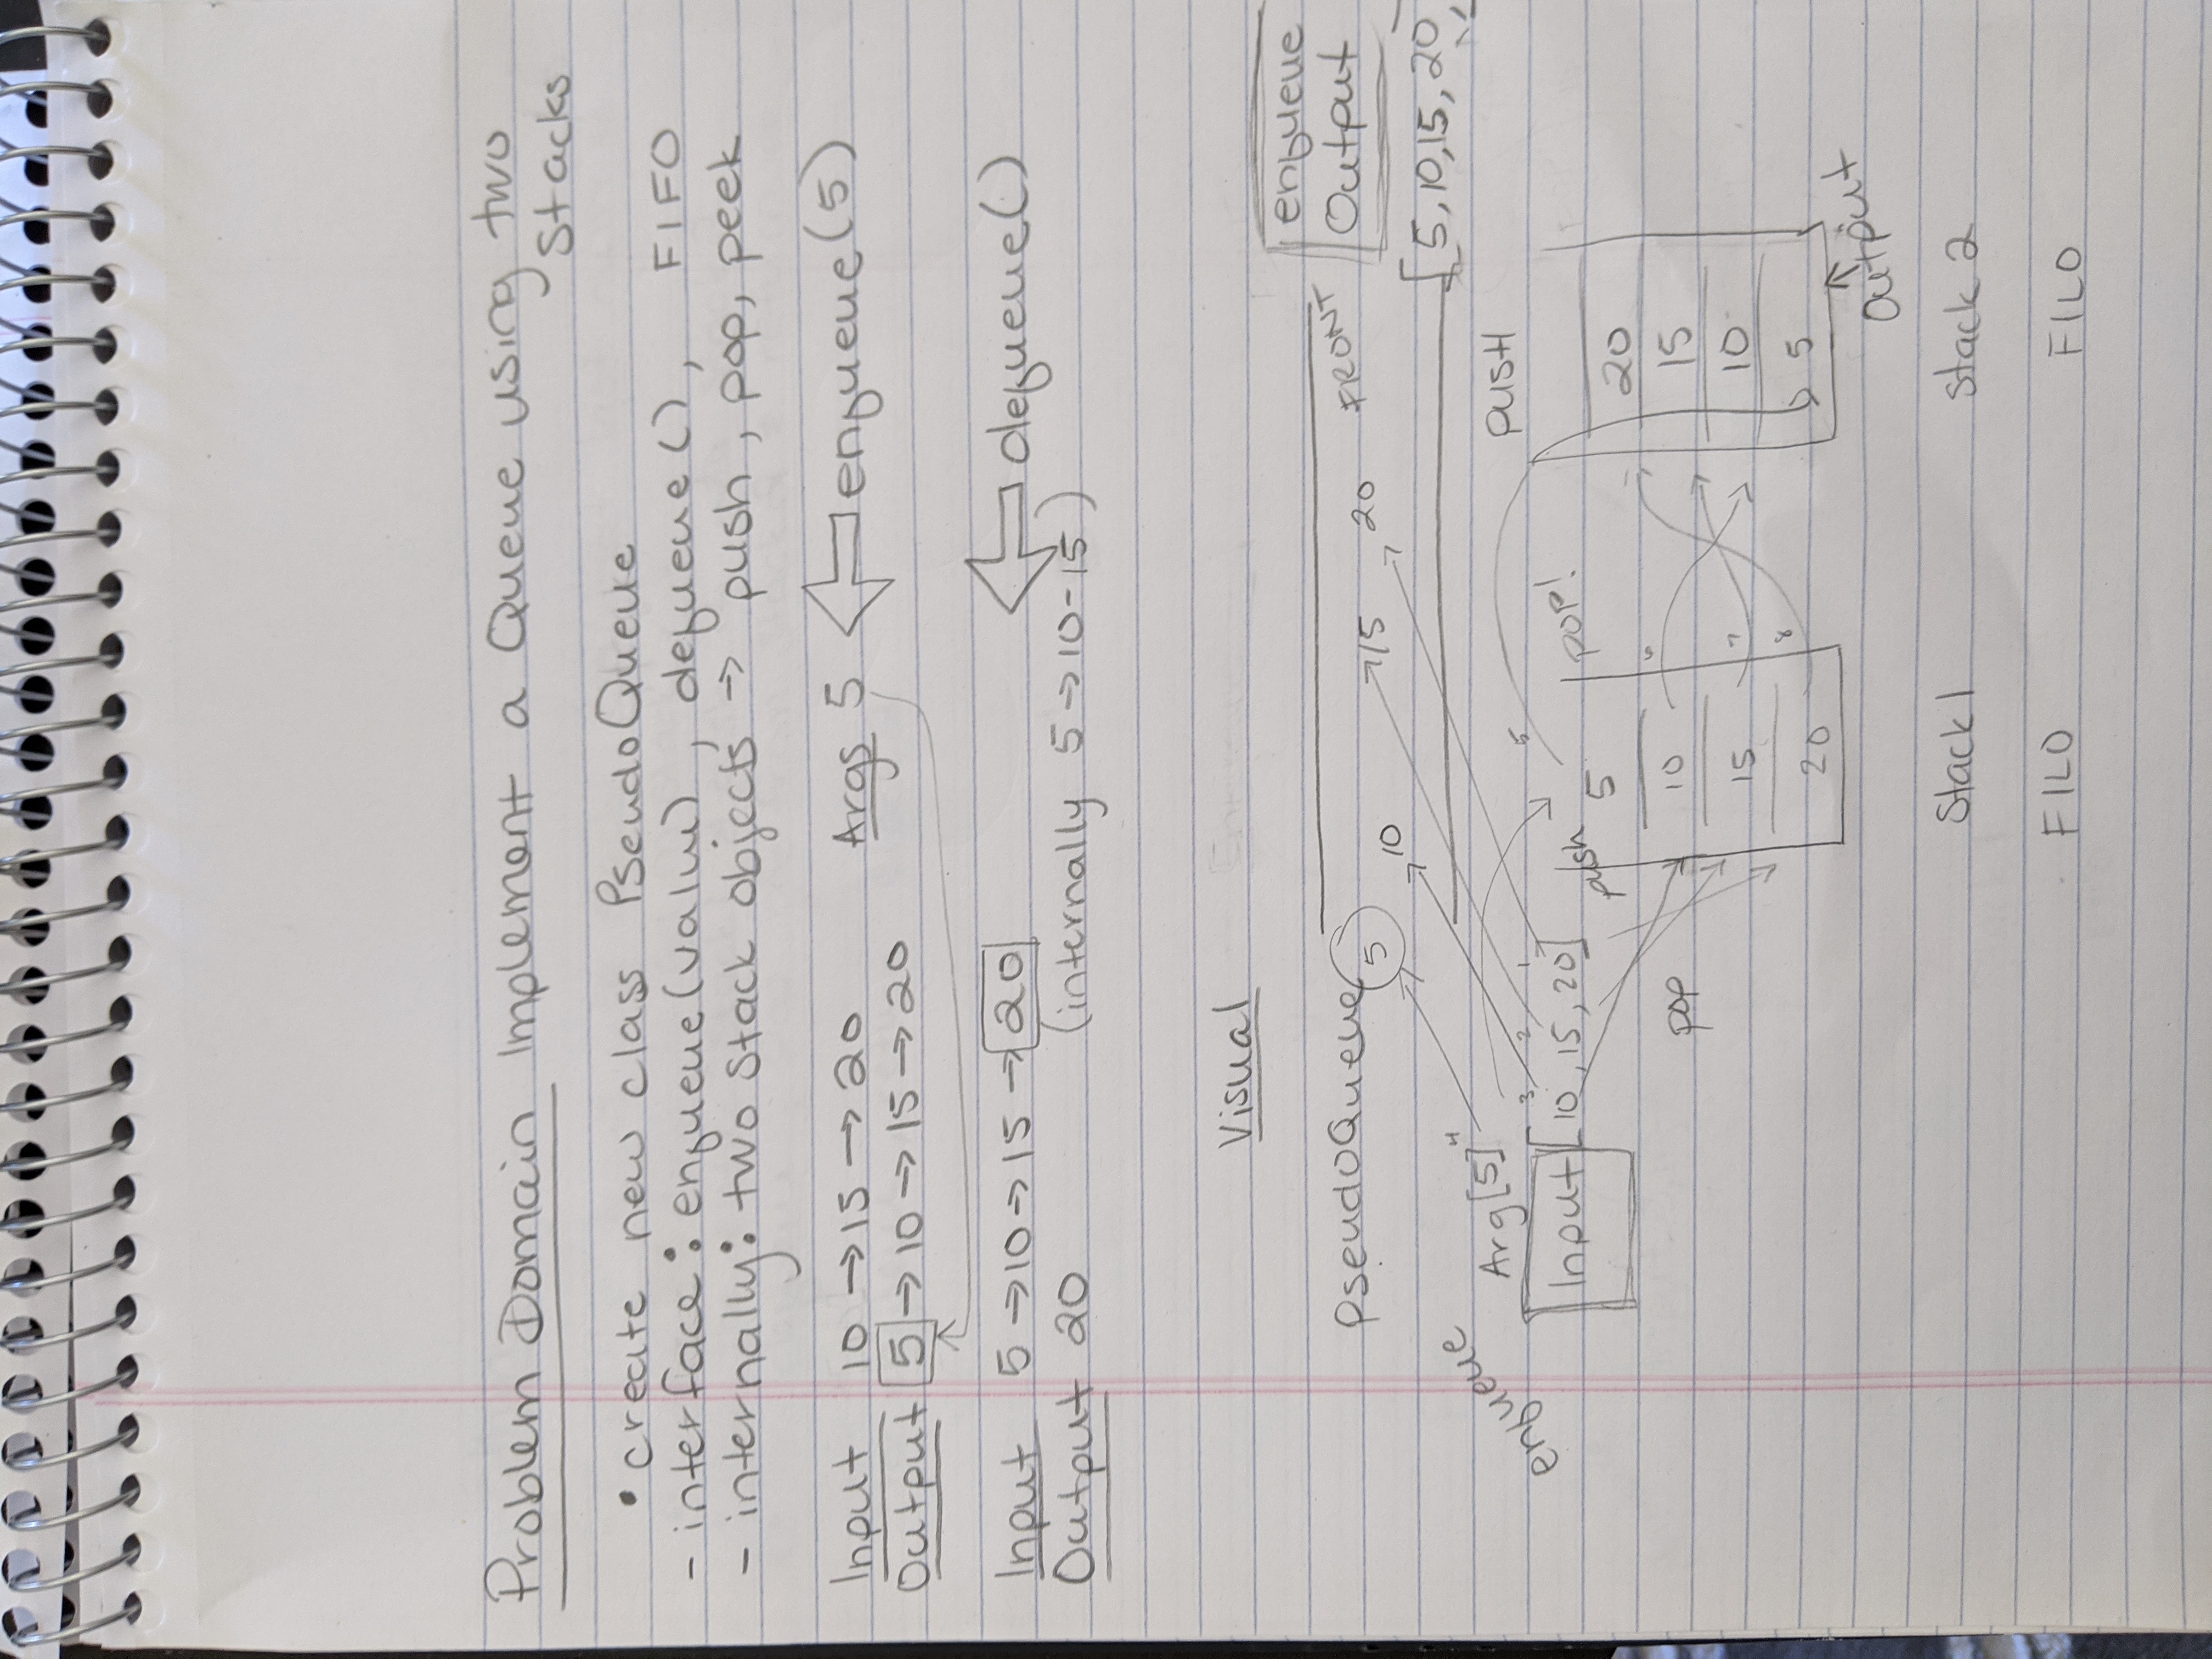 Problem Domain Implement a Queue using two
Stacks
• create new class PseudoQueue
- interface: enqueue(value), dequeue(), FIFO
- internally: two Stack objects → push, pop, peek
Input 10 → 15 → 20 Args 5 enqueue(5)
Output 5 → 10 → 15 → 20
Input 5 → 10 → 15 → 20 dequeue()
Output 20 (internally 5 → 10 - 15)
Visual
enqueue
Output
PseudoQueue 5 10 15 20 FRONT
[5, 10, 15, 20,
enqueue
Arg[5] 4
PUSH
3 2 1 5
Input [10, 15, 20]
push
pop!
pop
5
10
15
20
6
7
8
20
15
10
5
Output
Stack 1 Stack 2
FILO FILO